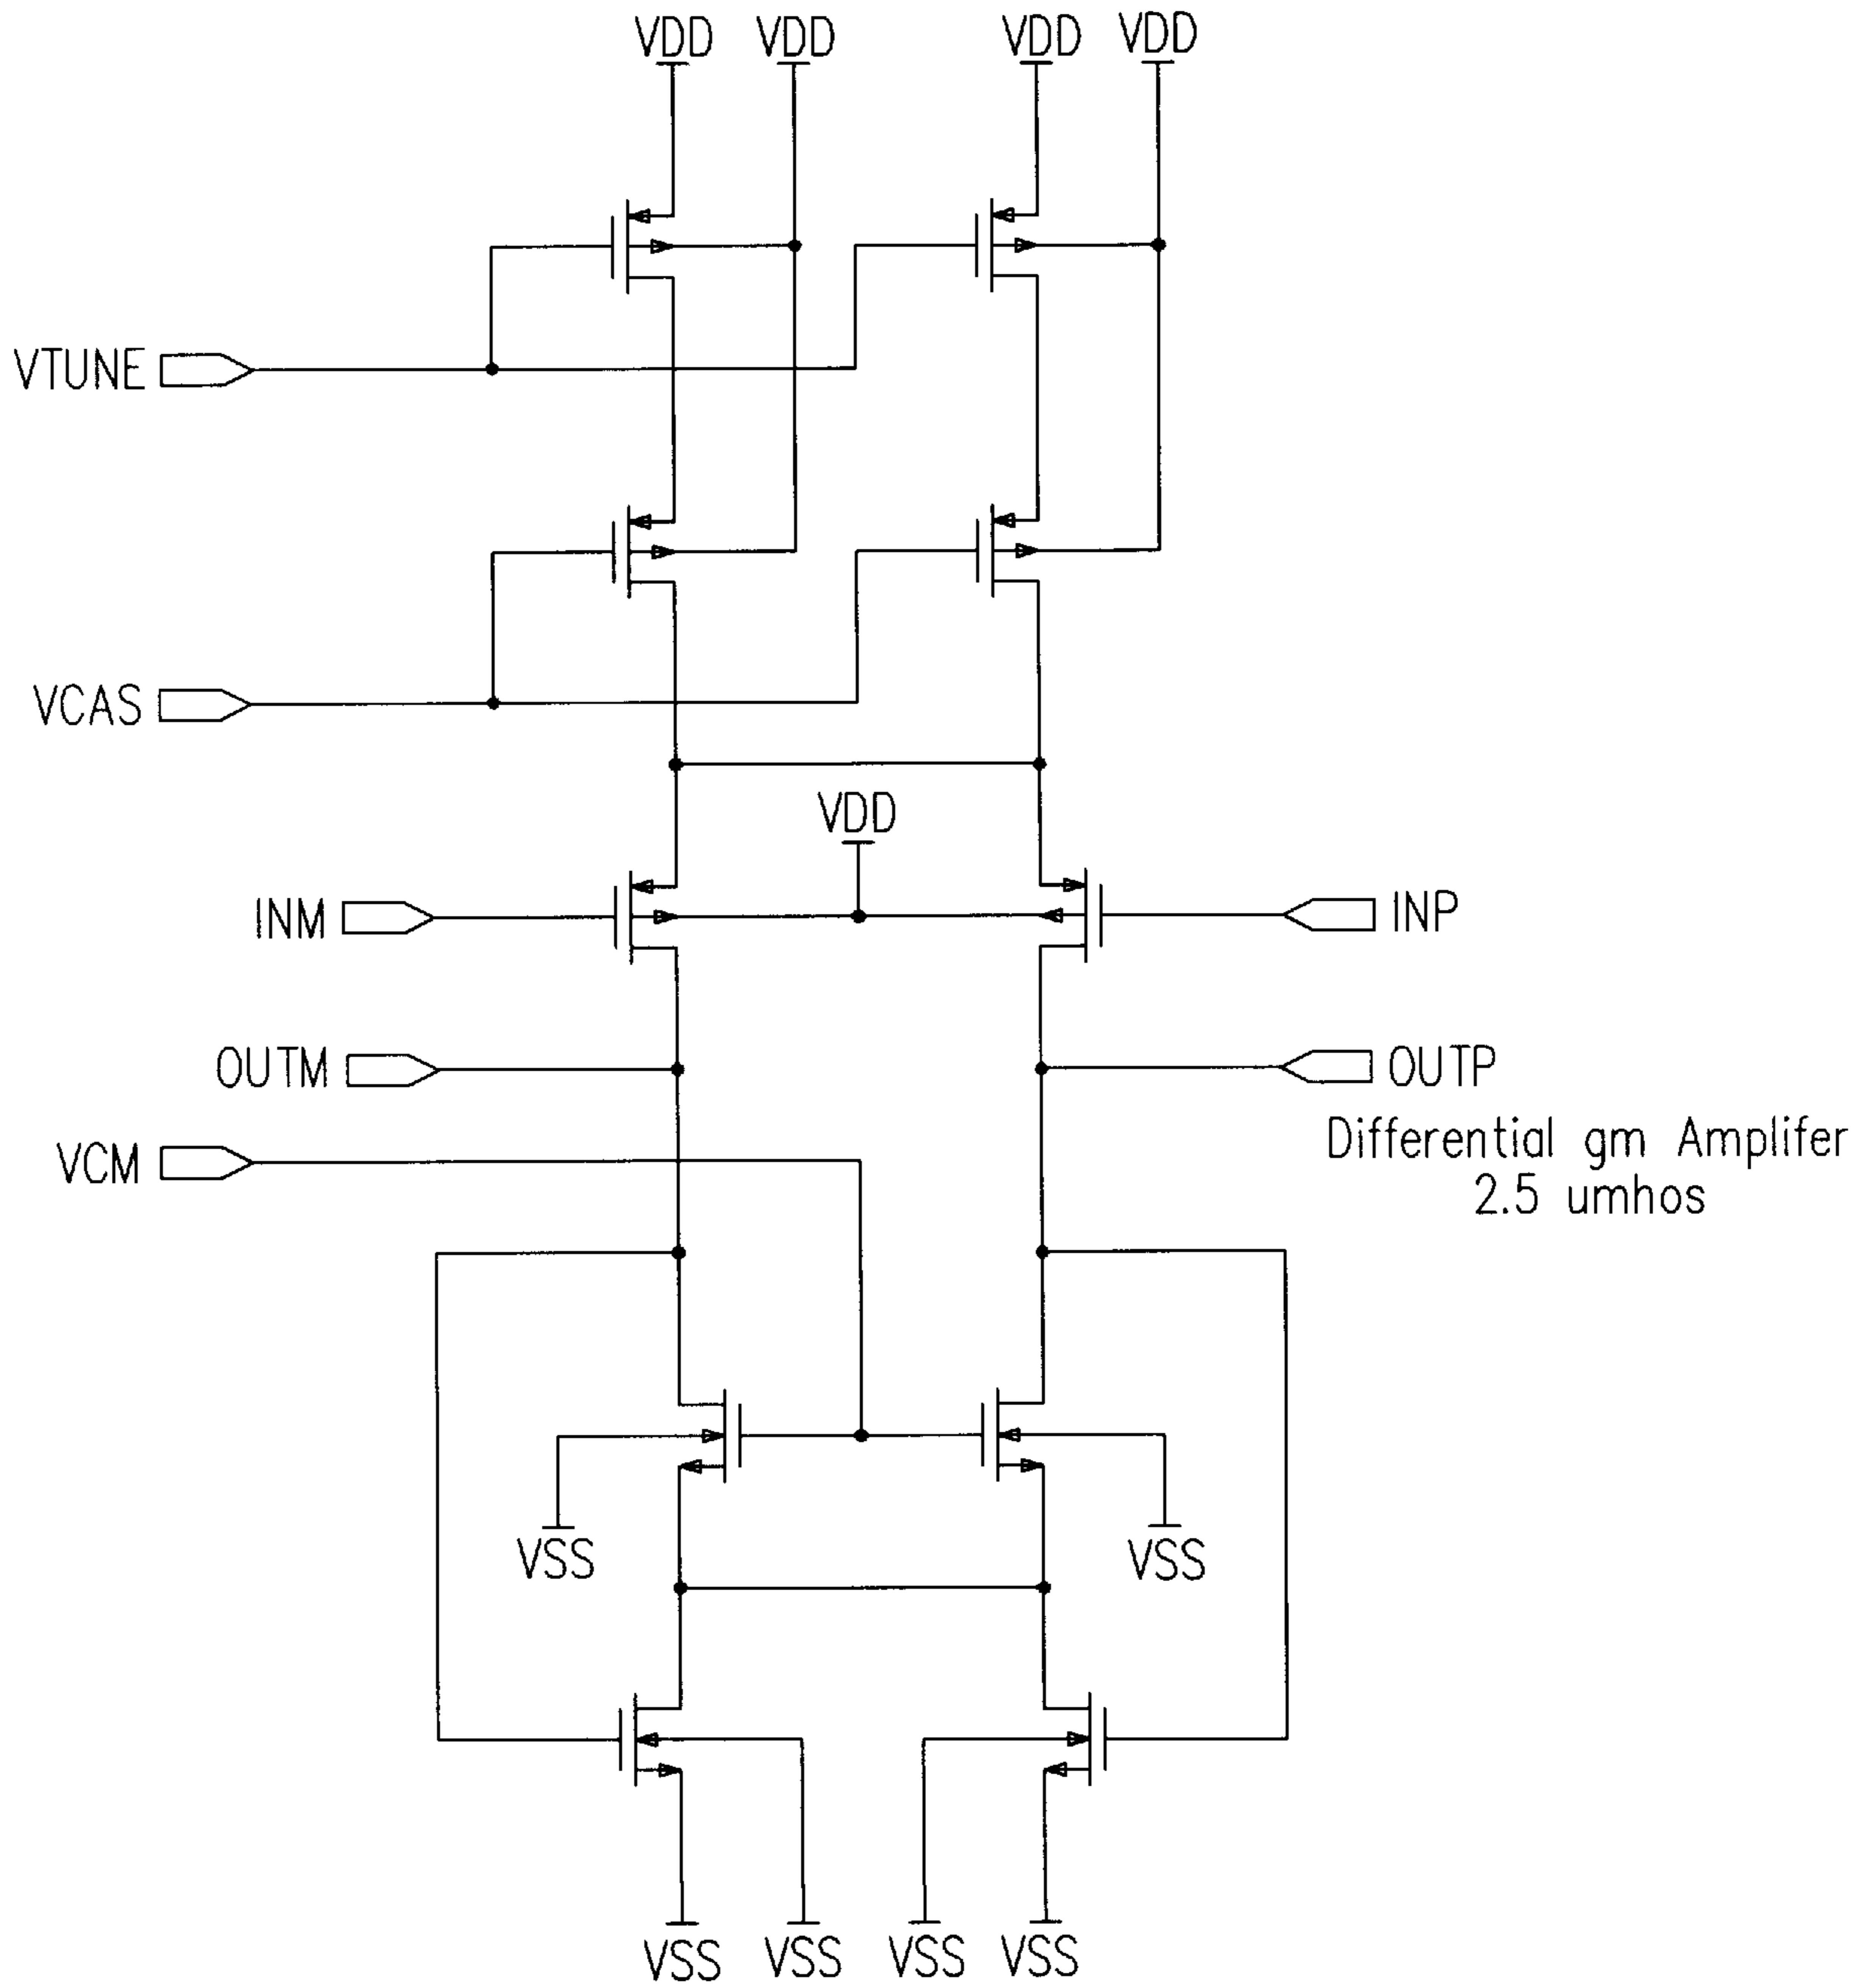 VDD VDD VDD VDD
VTUNE
VCAS
VDD
INM
INP
OUTM
OUTP
Differential gm Amplifer
2.5 umhos
VCM
VSS
VSS
VSS VSS VSS VSS